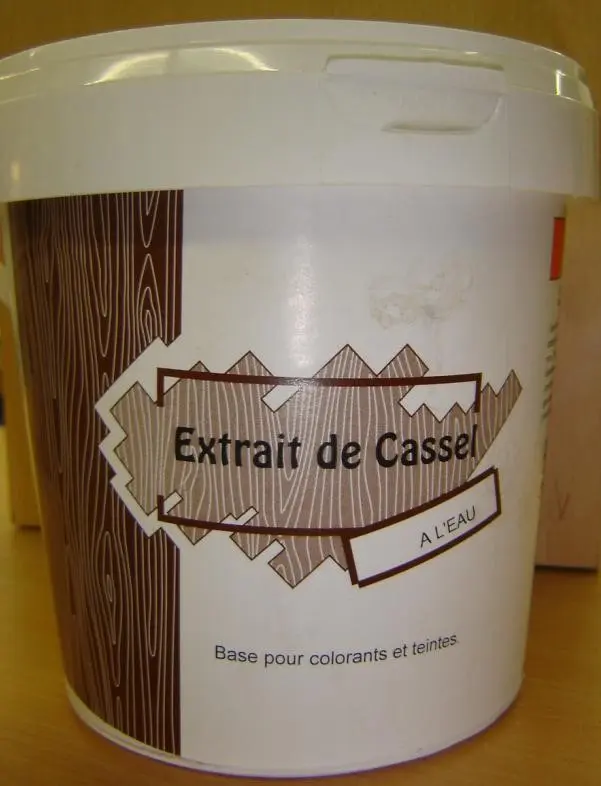 Extrait de Cassel
A L'EAU
Base pour colorants et teintes.